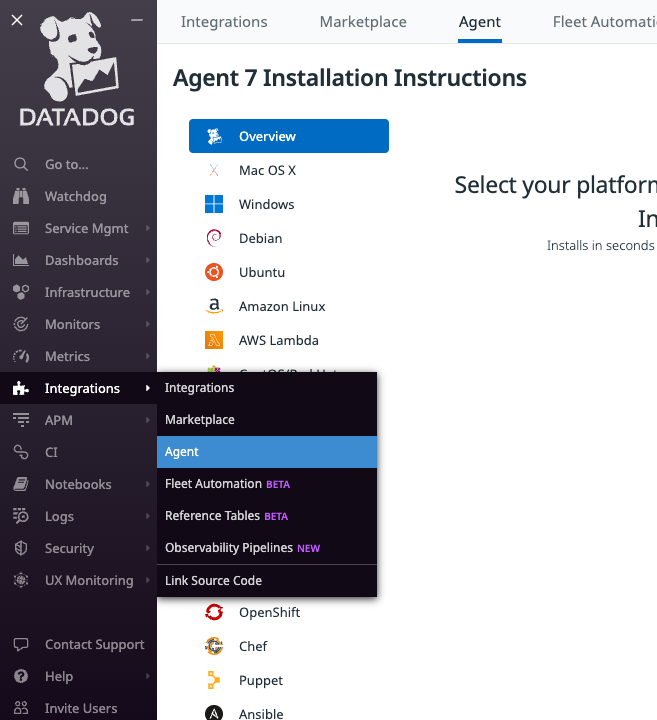 DATADOG
Go to...
Watchdog
Service Mgmt
Dashboards
Infrastructure
Monitors
Metrics
Integrations
APM
CI
Notebooks
Logs
Security
UX Monitoring
Contact Support
Help
Invite Users
Integrations
Marketplace
Agent
Fleet Automation BETA
Reference Tables BETA
Observability Pipelines NEW
Link Source Code
Integrations Marketplace Agent Fleet Automati
Agent 7 Installation Instructions
Overview
Mac OS X
Windows
Debian
Ubuntu
Amazon Linux
AWS Lambda
OpenShift
Chef
Puppet
Ansible
Select your platform
In
Installs in seconds